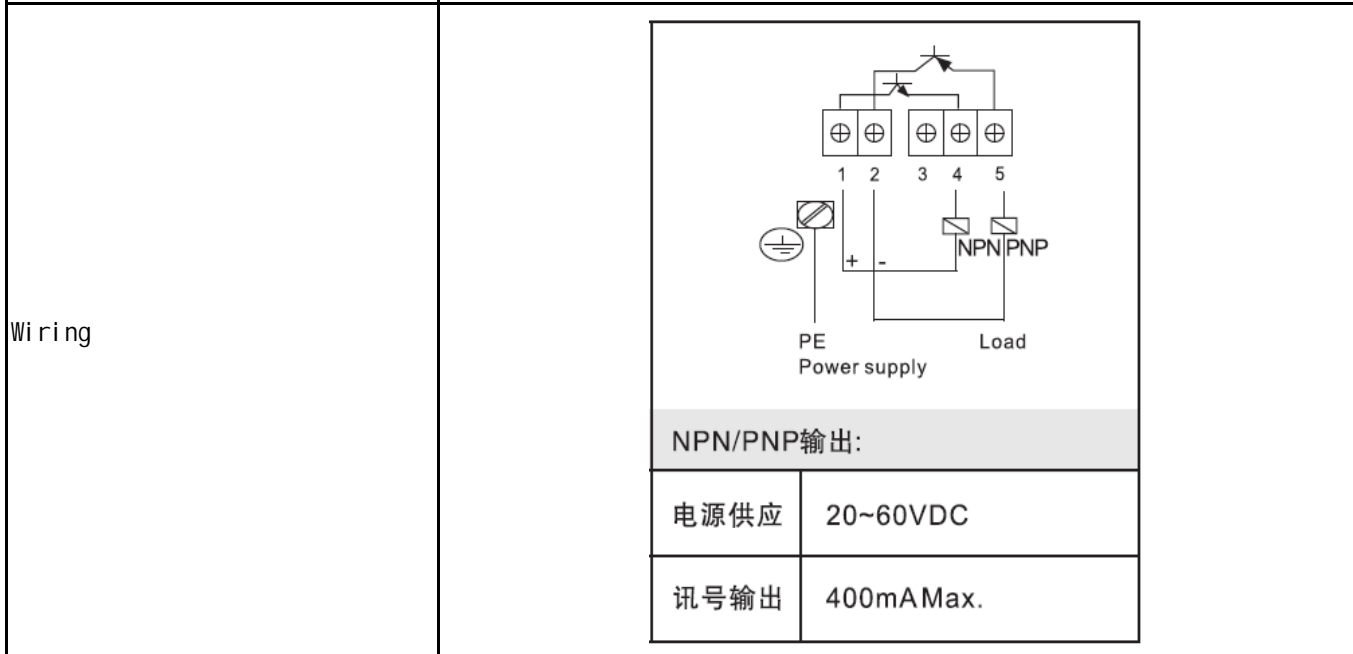 Wiring
1 2 3 4 5
NPN PNP
+ -
PE Load
Power supply
NPN/PNP输出:
电源供应 20~60VDC
讯号输出 400mAMax.